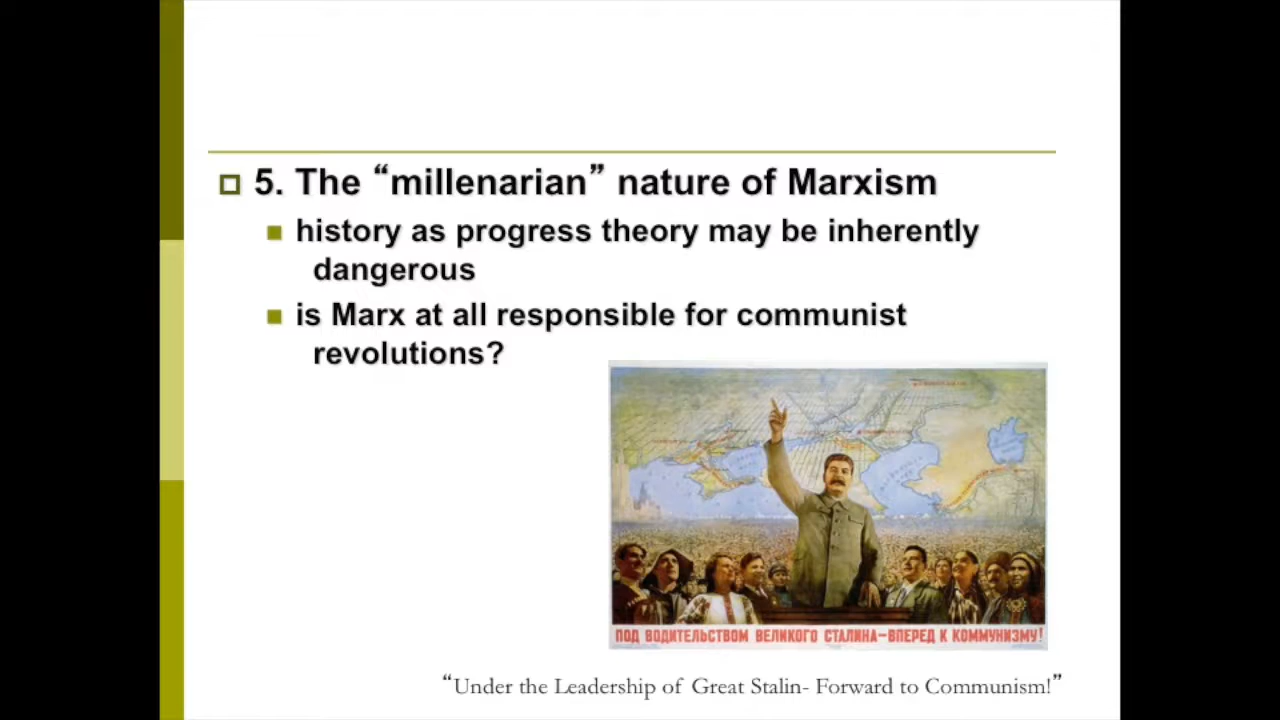 5. The “millenarian” nature of Marxism
history as progress theory may be inherently
dangerous
is Marx at all responsible for communist
revolutions?
ПОД ВОДИТЕЛЬСТВОМ ВЕЛИКОГО СТАЛИНА–ВПЕРЕД К КОММУНИЗМУ!
“Under the Leadership of Great Stalin- Forward to Communism!”